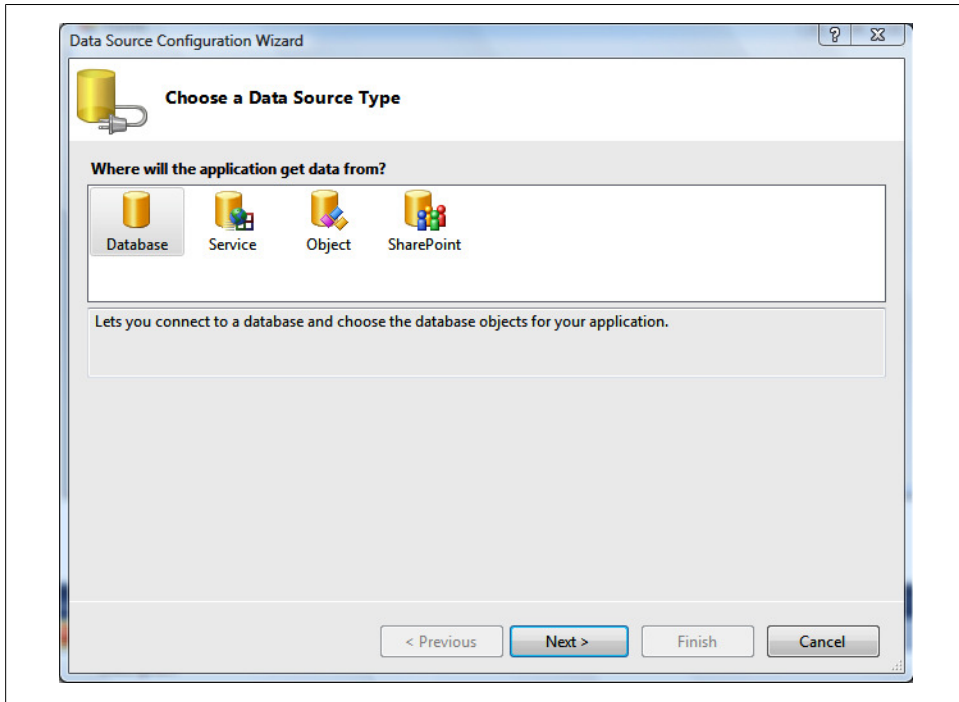 Data Source Configuration Wizard
Choose a Data Source Type
Where will the application get data from?
Database Service Object SharePoint
Lets you connect to a database and choose the database objects for your application.
< Previous Next > Finish Cancel